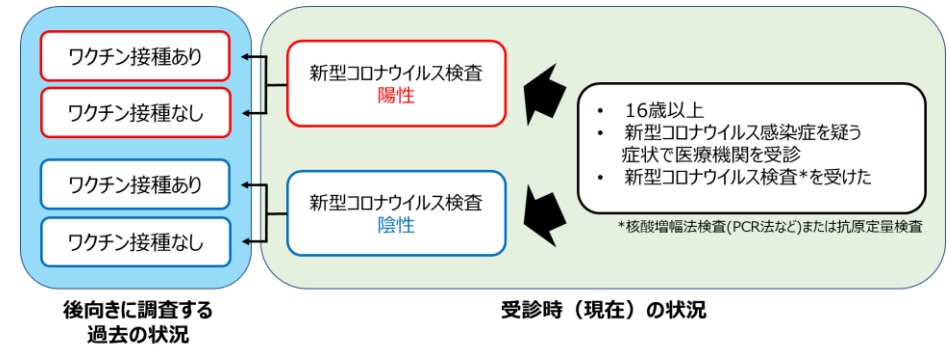 ワクチン接種あり
ワクチン接種なし
ワクチン接種あり
ワクチン接種なし
新型コロナウイルス検査
陽性
新型コロナウイルス検査
陰性
・ 16歳以上
・ 新型コロナウイルス感染症を疑う
症状で医療機関を受診
・ 新型コロナウイルス検査*を受けた
*核酸増幅法検査(PCR法など)または抗原定量検査
後向きに調査する
過去の状況
受診時（現在）の状況